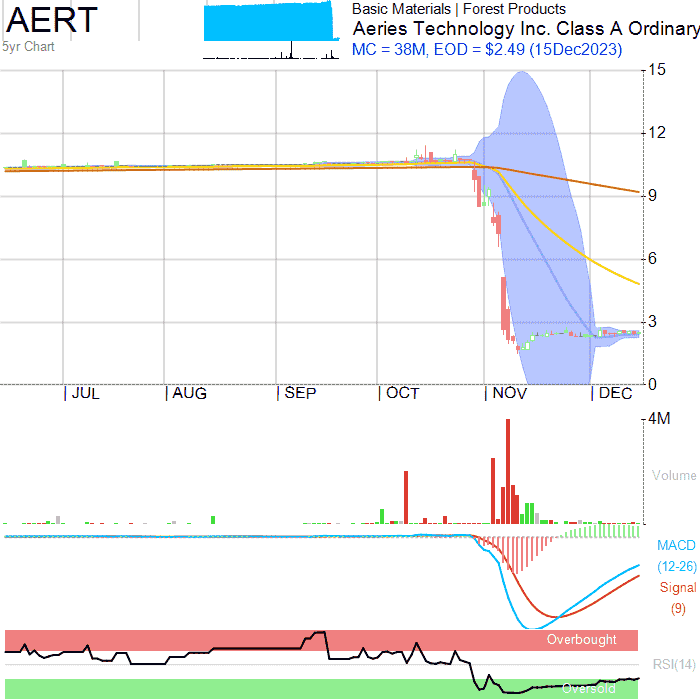 AERT
5yr Chart
Basic Materials | Forest Products
Aeries Technology Inc. Class A Ordinary
MC = 38M, EOD = $2.49 (15Dec2023)
15
12
9
6
3
0
JUL AUG SEP OCT NOV DEC
4M
Volume
MACD
(12-26)
Signal
(9)
Overbought
RSI(14)
Oversold